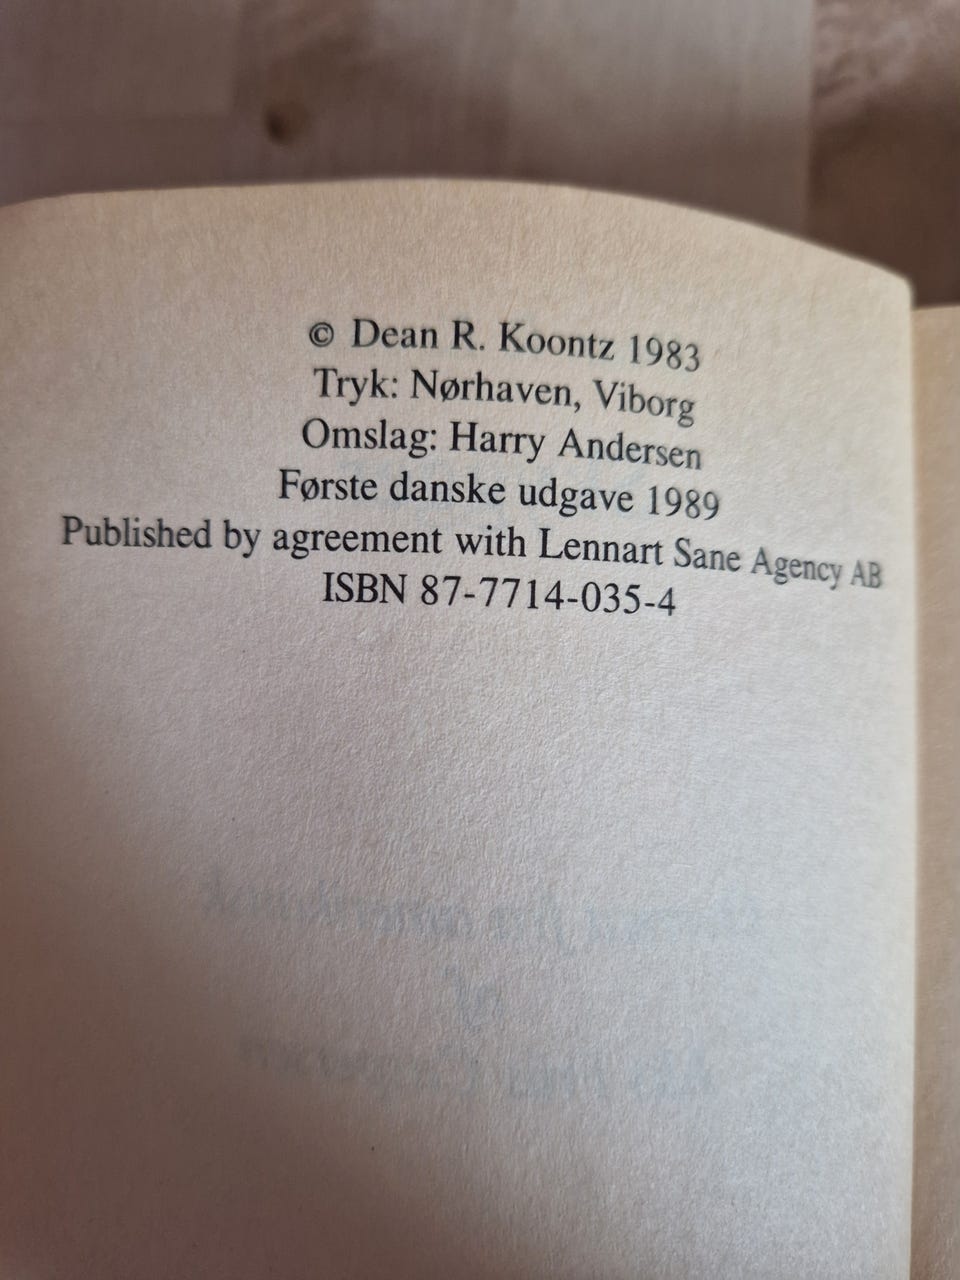 © Dean R. Koontz 1983
Tryk: Nørhaven, Viborg
Omslag: Harry Andersen
Første danske udgave 1989
Published by agreement with Lennart Sane Agency AB
ISBN 87-7714-035-4